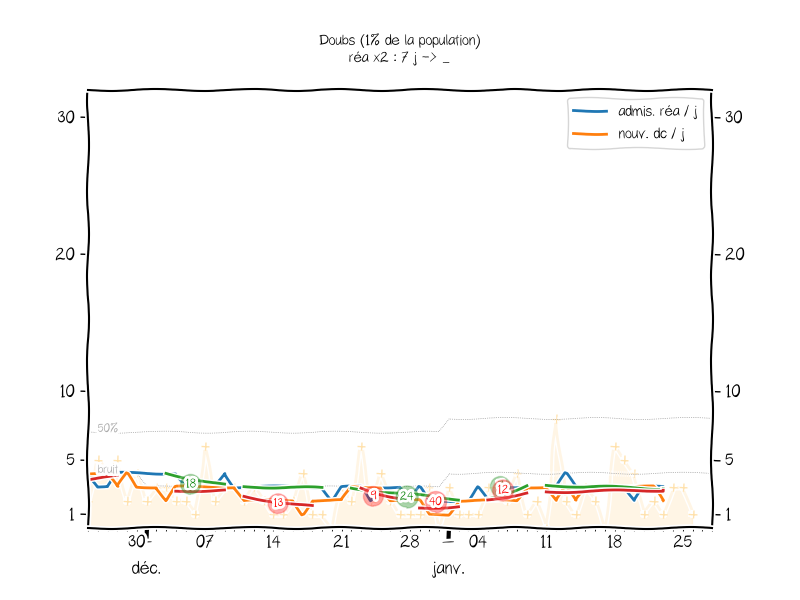 Doubs (1% de la population)
réa x2 : 7 j -> _
admis. réa / j
nouv. dc / j
30
30
20
20
10
10
50%
5
5
bruit
18
13
9
24
40
12
1
1
30 07 14 21 28 04 11 18 25
déc. janv.